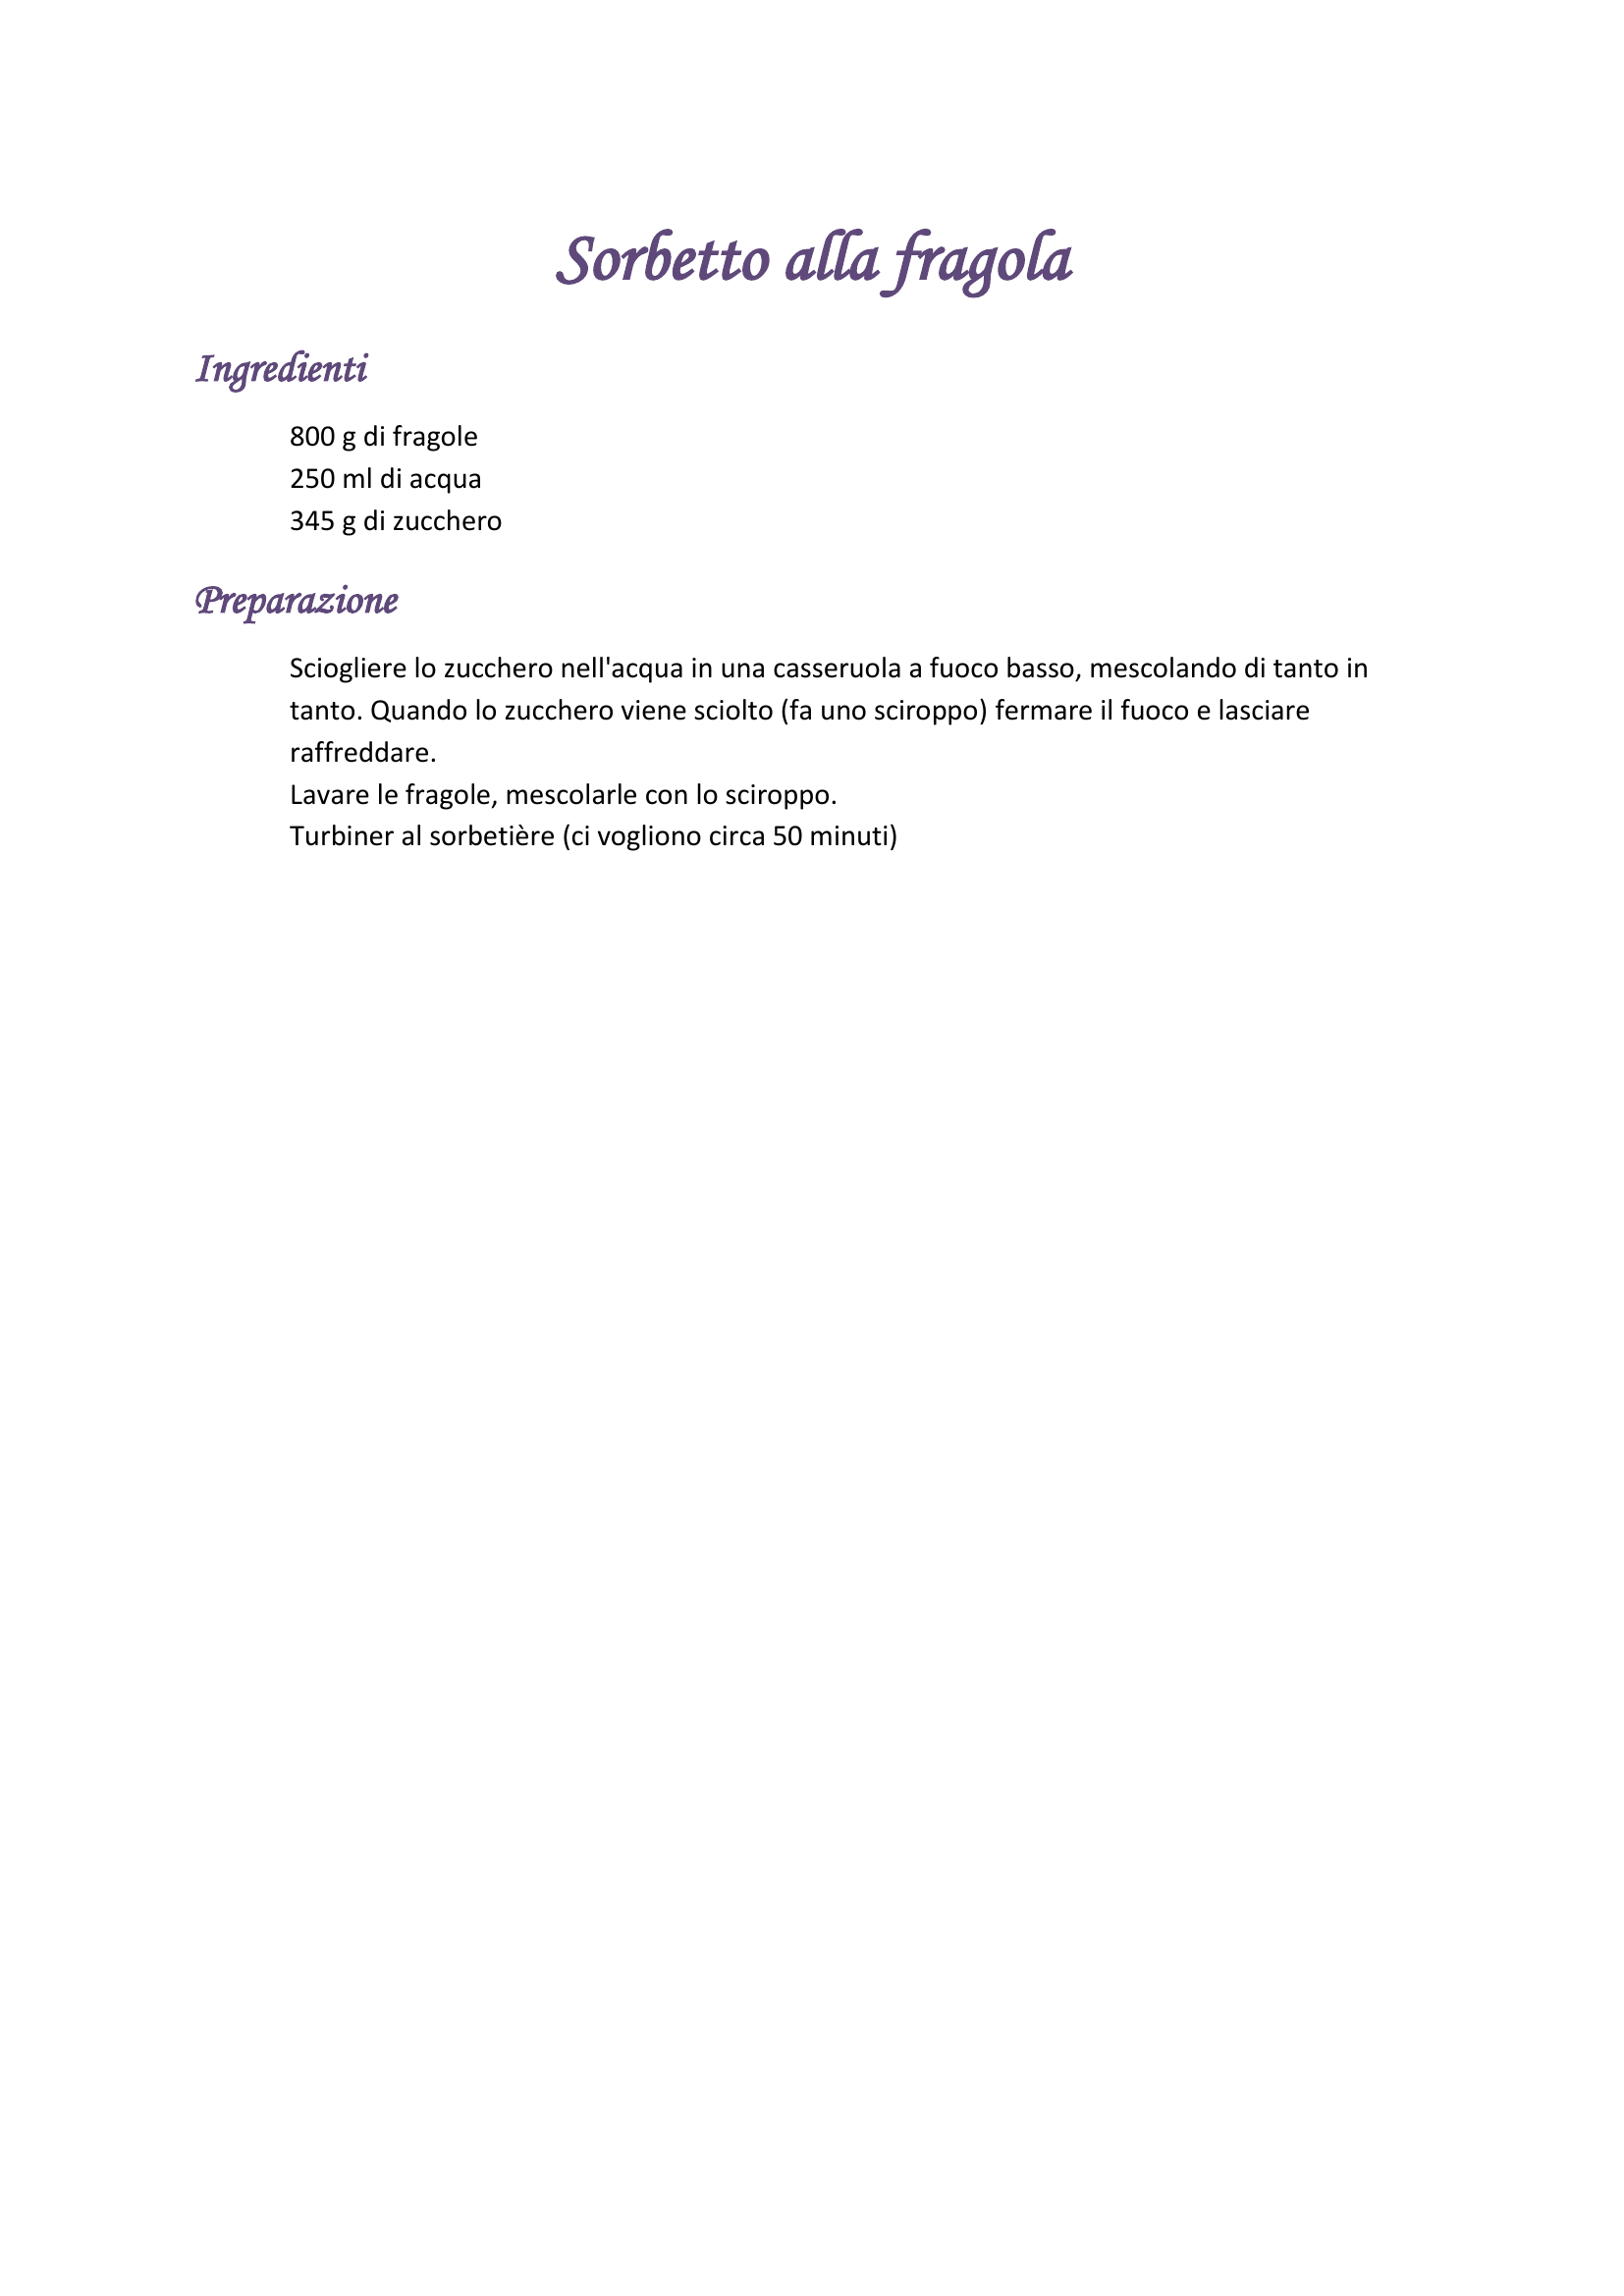 Sorbetto alla fragola
Ingredienti
800 g di fragole
250 ml di acqua
345 g di zucchero
Preparazione
Sciogliere lo zucchero nell'acqua in una casseruola a fuoco basso, mescolando di tanto in
tanto. Quando lo zucchero viene sciolto (fa uno sciroppo) fermare il fuoco e lasciare
raffreddare.
Lavare le fragole, mescolarle con lo sciroppo.
Turbiner al sorbetière (ci vogliono circa 50 minuti)